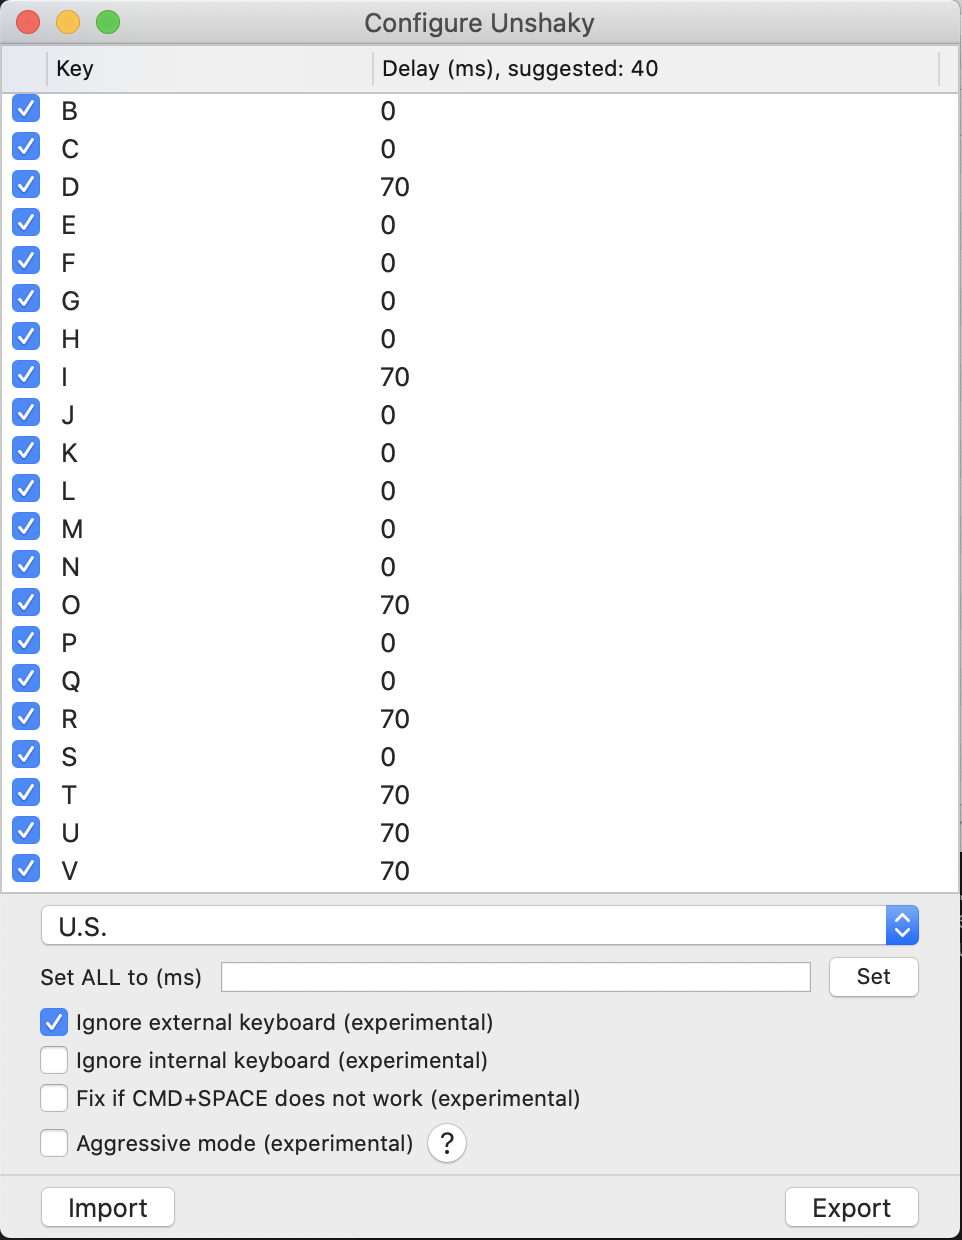 Configure Unshaky
Key Delay (ms), suggested: 40
B 0
C 0
D 70
E 0
F 0
G 0
H 0
I 70
J 0
K 0
L 0
M 0
N 0
O 70
P 0
Q 0
R 70
S 0
T 70
U 70
V 70
U.S.
Set ALL to (ms) Set
Ignore external keyboard (experimental)
Ignore internal keyboard (experimental)
Fix if CMD+SPACE does not work (experimental)
Aggressive mode (experimental) ?
Import Export